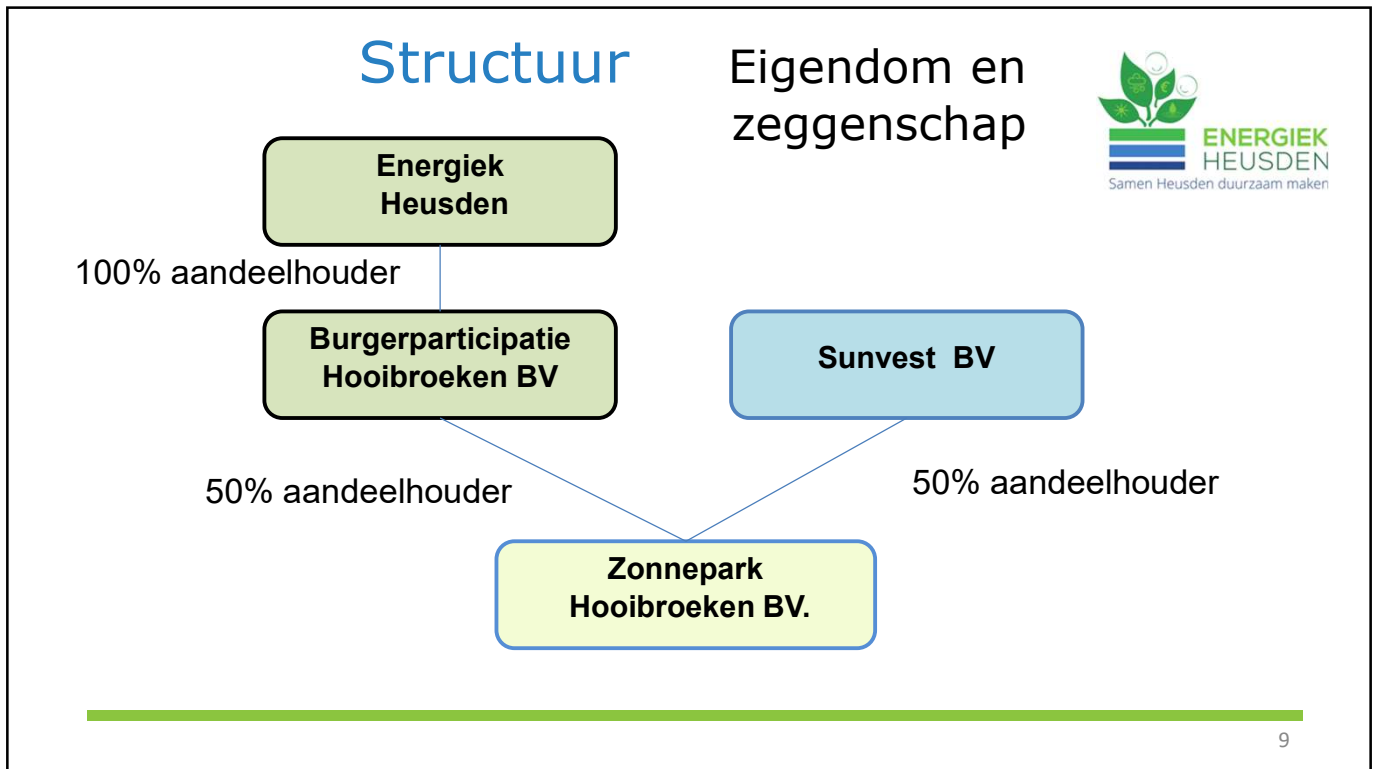 Structuur
Eigendom en
zeggenschap
ENERGIEK
HEUSDEN
Samen Heusden duurzaam maken
Energiek
Heusden
100% aandeelhouder
Burgerparticipatie
Hooibroeken BV
Sunvest BV
50% aandeelhouder
50% aandeelhouder
Zonnepark
Hooibroeken BV.
9